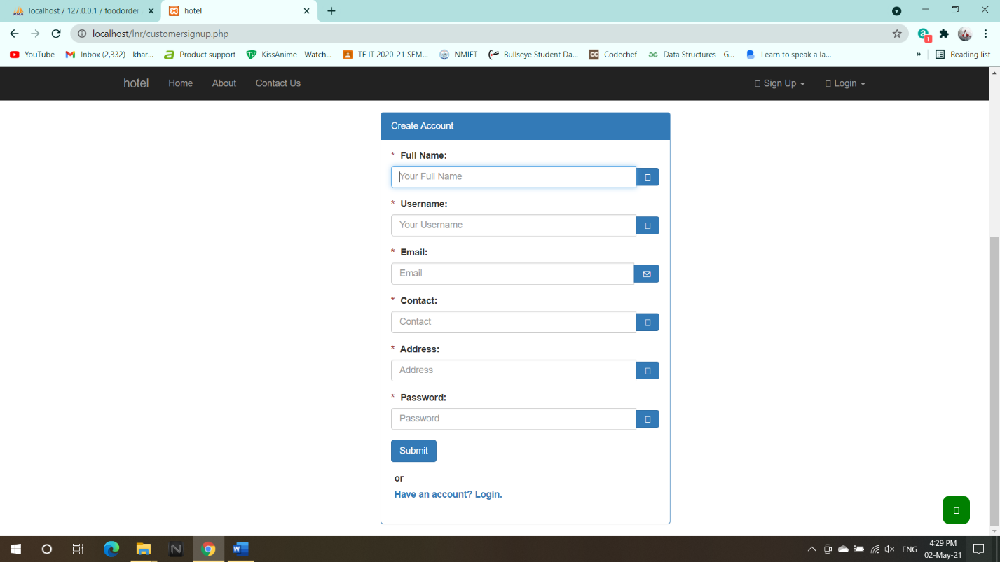 localhost / 127.0.0.1 / foodorder
hotel
localhost/lnr/customersignup.php
YouTube
Inbox (2,332) - khar...
Product support
KissAnime - Watch...
TE IT 2020-21 SEM...
NMIET
Bullseye Student Da...
Codechef
Data Structures - G...
Learn to speak a la...
»
Reading list
hotel Home About Contact Us Sign Up Login
Create Account
* Full Name:
Your Full Name
* Username:
Your Username
* Email:
Email
* Contact:
Contact
* Address:
Address
* Password:
Password
Submit
or
Have an account? Login.
ENG
4:29 PM
02-May-21